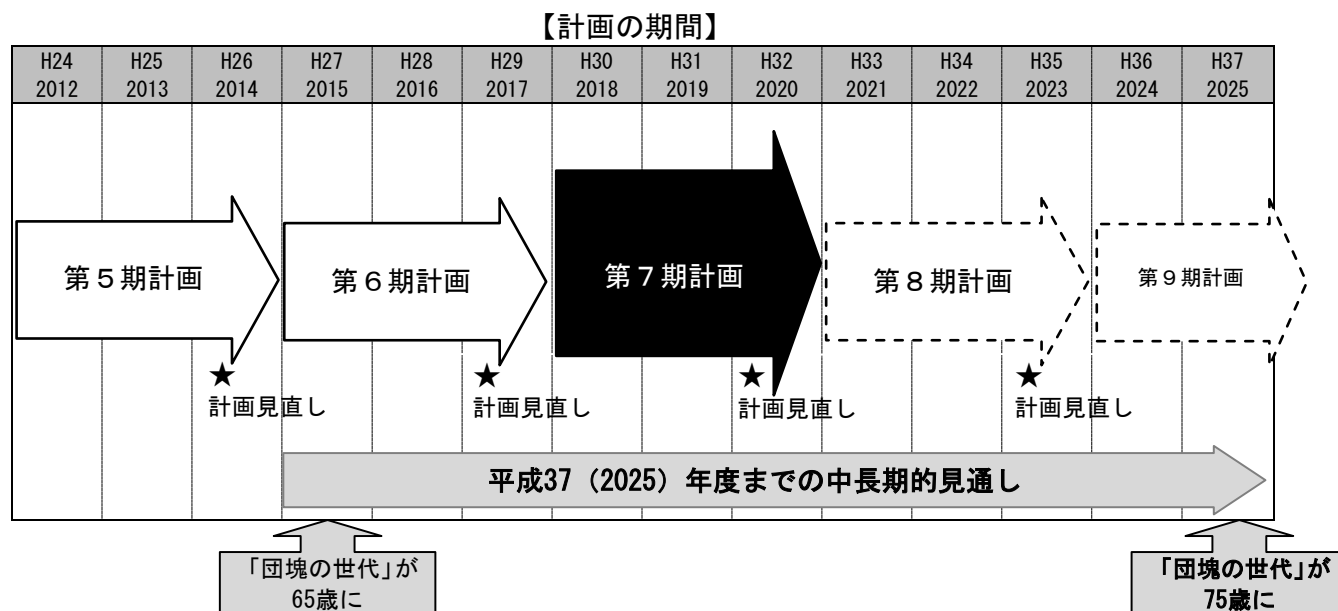 【計画の期間】
H24 H25 H26 H27 H28 H29 H30 H31 H32 H33 H34 H35 H36 H37
2012 2013 2014 2015 2016 2017 2018 2019 2020 2021 2022 2023 2024 2025
第5期計画 第6期計画 第7期計画 第8期計画 第9期計画
★ ★ ★ ★
計画見直し 計画見直し 計画見直し 計画見直し
平成37（2025）年度までの中長期的見通し
「団塊の世代」が
65歳に
「団塊の世代」が
75歳に